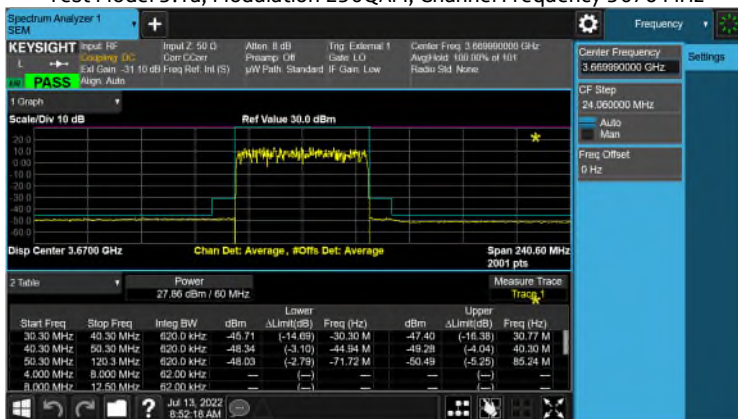 Test Model 3.1a, Modulation 256QAM, Channel Frequency 3670 MHz
Spectrum Analyzer 1
SEM
Frequency
KEYSIGHT Input: RF Input Z: 50 Ω Atten: 8 dB Trig: External 1 Center Freq: 3.669990000 GHz
L Coupling: DC Corr CCorr Preamp: Off Gate: LO Avg|Hold: 100.00% of 101
Ext Gain: -31.10 dB Freq Ref: Int (S) µW Path: Standard IF Gain: Low Radio Std: None
PASS Align: Auto
Center Frequency
3.669990000 GHz
Settings
CF Step
24.060000 MHz
Auto
Man
Freq Offset
0 Hz
1 Graph
Scale/Div 10 dB Ref Value 30.0 dBm
20.0
10.0
0.00
-10.0
-20.0
-30.0
-40.0
-50.0
-60.0
Disp Center 3.6700 GHz Chan Det: Average, #Offs Det: Average Span 240.60 MHz
2001 pts
2 Table Power Measure Trace
27.86 dBm / 60 MHz Trace 1
Lower Upper
Start Freq Stop Freq Integ BW dBm ΔLimit(dB) Freq (Hz) dBm ΔLimit(dB) Freq (Hz)
30.30 MHz 40.30 MHz 620.0 kHz -45.71 (-14.69) -30.30 M -47.40 (-16.38) 30.77 M
40.30 MHz 50.30 MHz 620.0 kHz -48.34 (-3.10) -44.94 M -49.28 (-4.04) 40.30 M
50.30 MHz 120.3 MHz 620.0 kHz -48.03 (-2.79) -71.72 M -50.49 (-5.25) 85.24 M
4.000 MHz 8.000 MHz 62.00 kHz — (—) — (—)
8.000 MHz 12.50 MHz 62.00 kHz — (—) — (—)
? Jul 13, 2022
8:52:18 AM